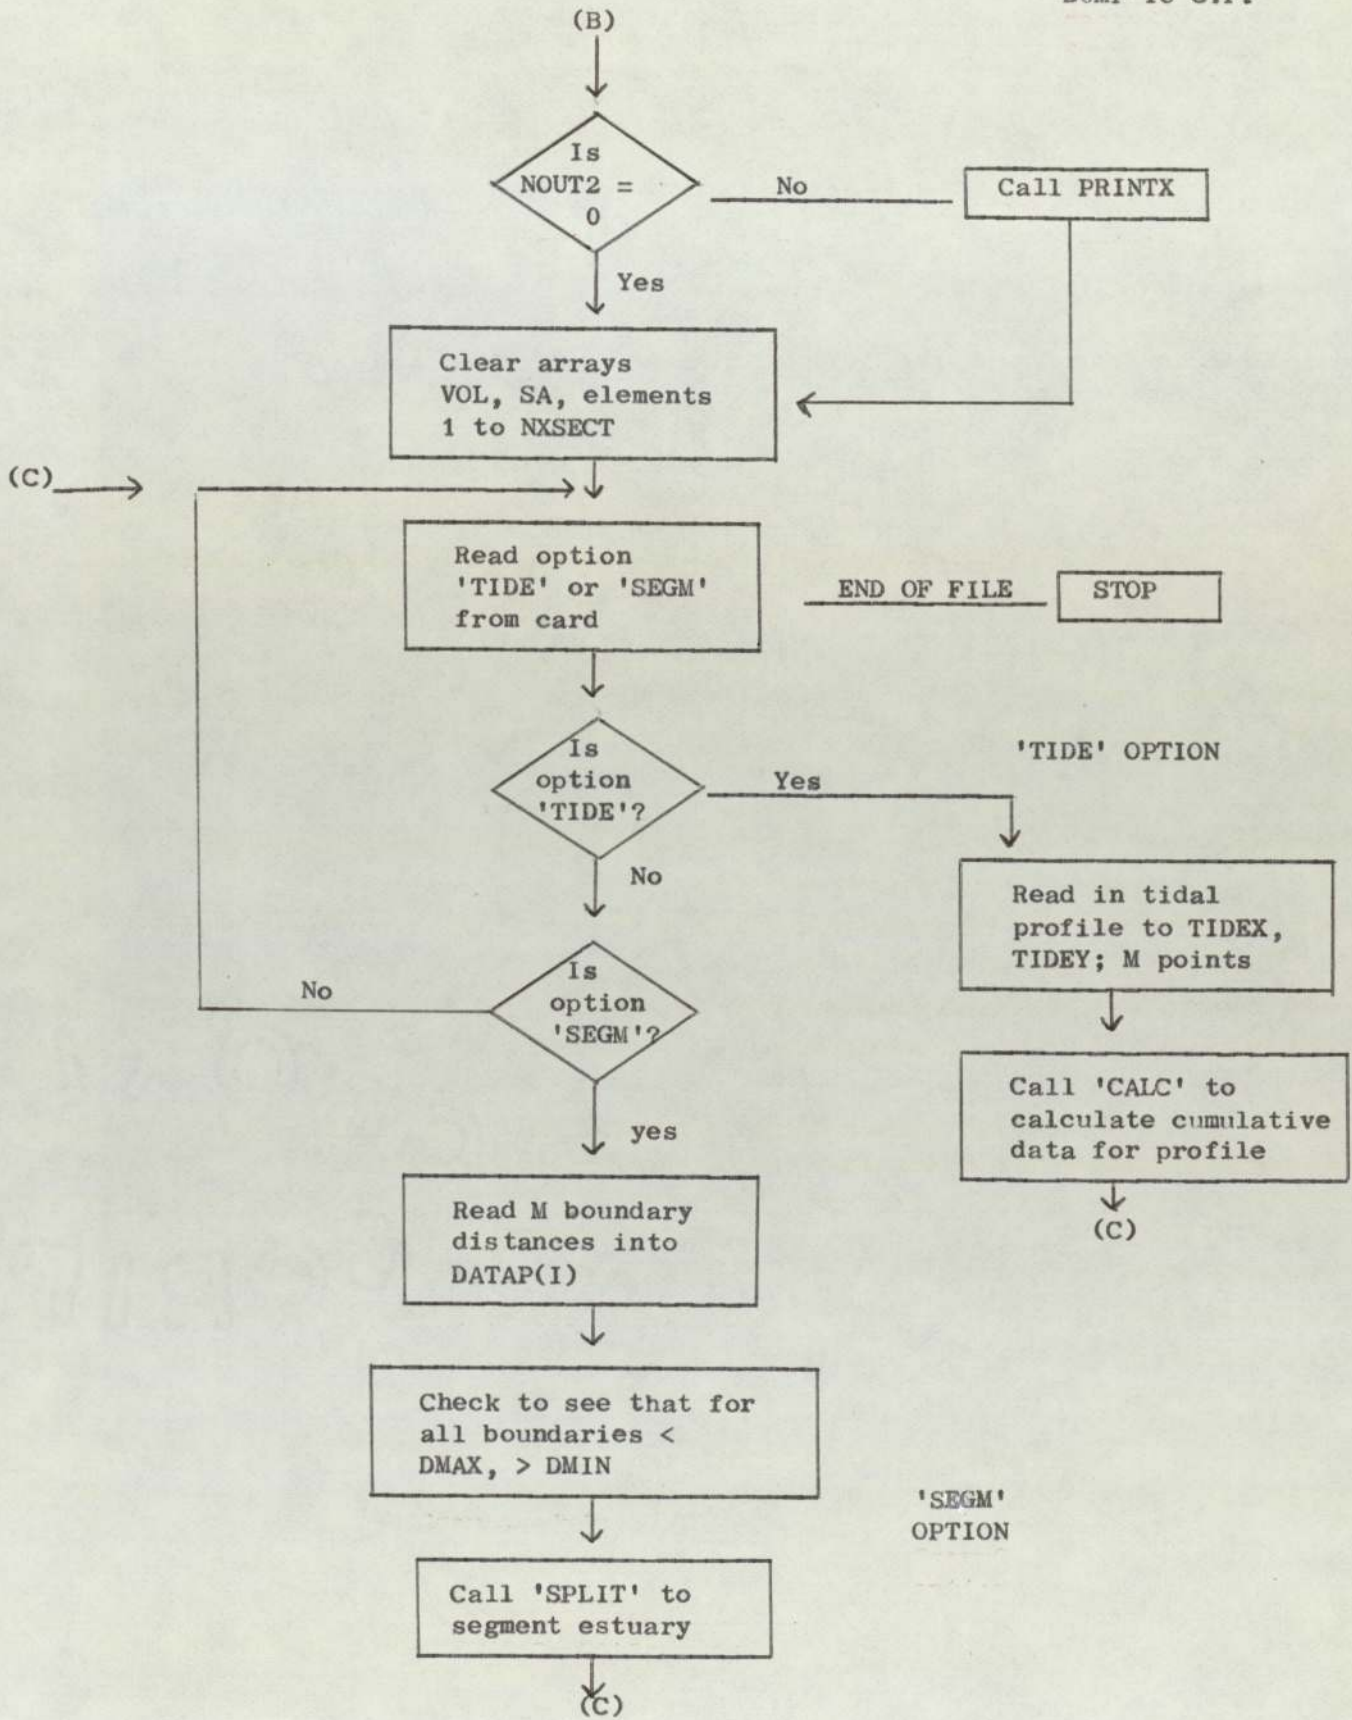 (B)
Is
NOUT2 =
0
No
Call PRINTX
Yes
Clear arrays
VOL, SA, elements
1 to NXSECT
(C)
Read option
'TIDE' or 'SEGM'
from card
END OF FILE
STOP
Is
option
'TIDE'?
Yes
'TIDE' OPTION
No
Read in tidal
profile to TIDEX,
TIDEY; M points
Is
option
'SEGM'?
No
Call 'CALC' to
calculate cumulative
data for profile
(C)
yes
Read M boundary
distances into
DATAP(I)
Check to see that for
all boundaries <
DMAX, > DMIN
'SEGM'
OPTION
Call 'SPLIT' to
segment estuary
(C)